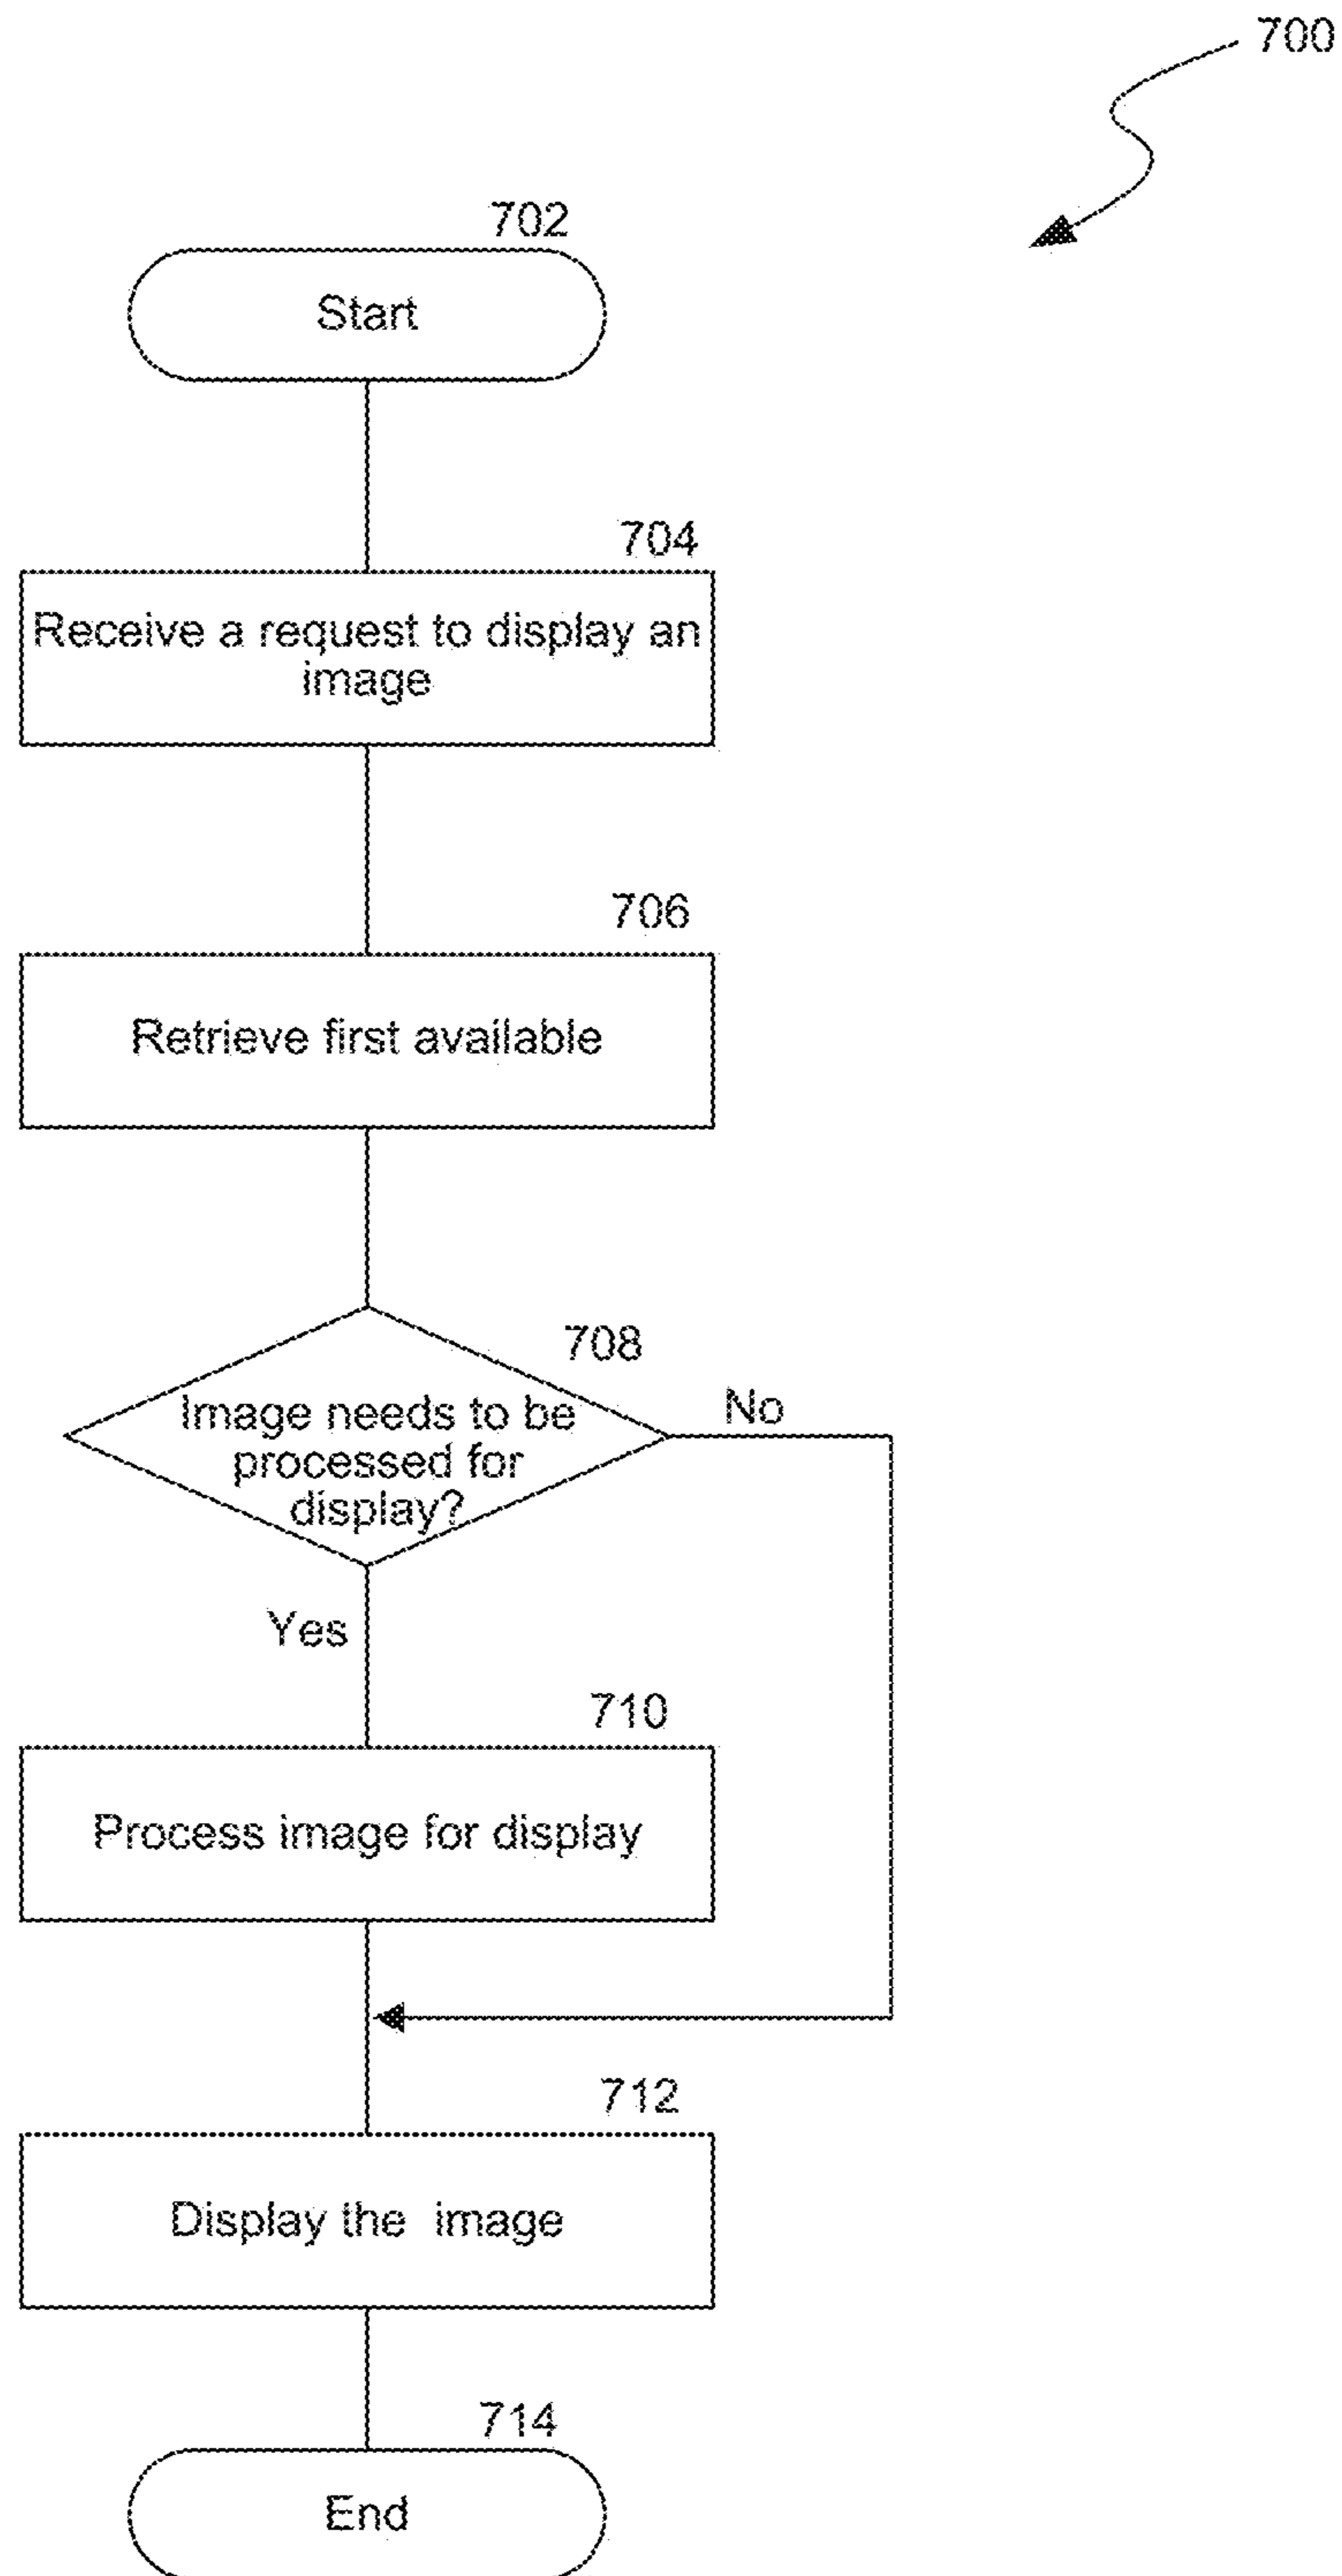 700
702
Start
704
Receive a request to display an
image
706
Retrieve first available
708
Image needs to be
processed for
display?
No
Yes
710
Process image for display
712
Display the  image
714
End